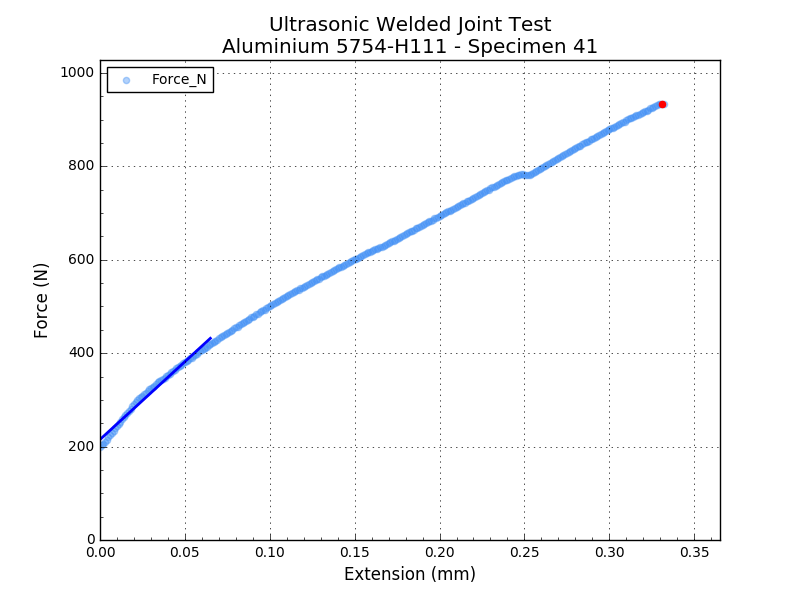 Ultrasonic Welded Joint Test
Aluminium 5754-H111 - Specimen 41
Force_N
1000
800
600
400
200
0
0.00 0.05 0.10 0.15 0.20 0.25 0.30 0.35
Force (N)
Extension (mm)